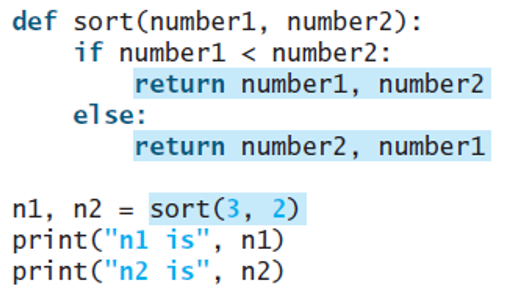 def sort(number1, number2):
    if number1 < number2:
        return number1, number2
    else:
        return number2, number1

n1, n2 = sort(3, 2)
print("n1 is", n1)
print("n2 is", n2)